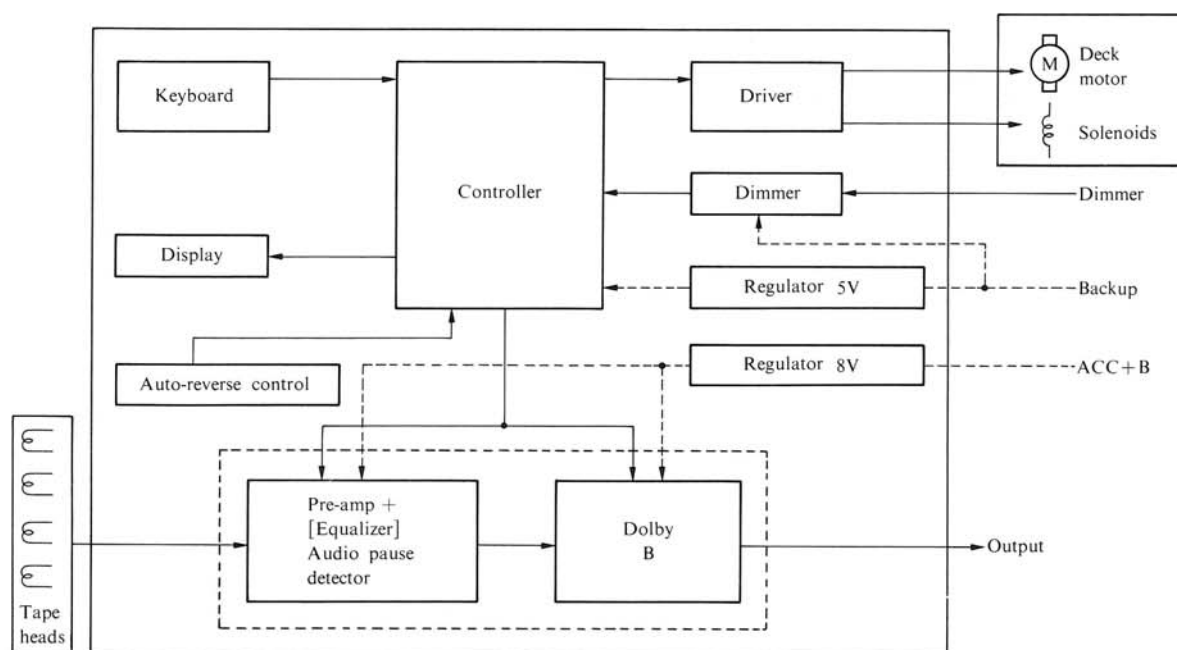 Keyboard
Controller
Driver
M
Deck
motor
Solenoids
Dimmer
Dimmer
Display
Regulator 5V
Backup
Regulator 8V
ACC+B
Auto-reverse control
Pre-amp +
[Equalizer]
Audio pause
detector
Dolby
B
Output
Tape
heads